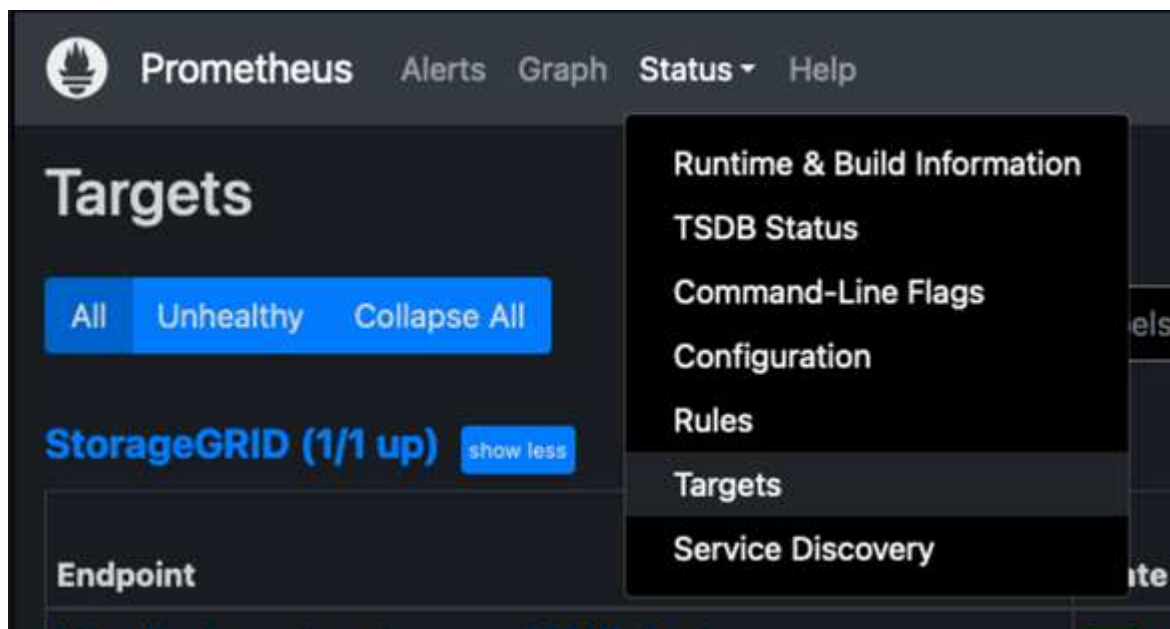 Prometheus Alerts Graph Status Help
Targets
Runtime & Build Information
TSDB Status
Command-Line Flags
Configuration
Rules
Targets
Service Discovery
All Unhealthy Collapse All
StorageGRID (1/1 up) show less
Endpoint